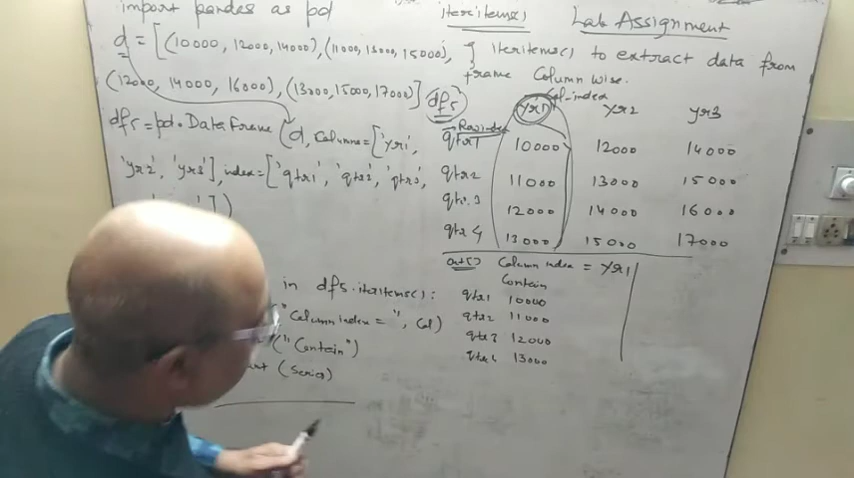 import pandas as pd
d = [(10000, 12000, 14000), (11000, 13000, 15000),
(12000, 14000, 16000), (13000, 15000, 17000]
dfs = pd.DataFrame (d, Columns = ['yr1',
'yr2', 'yr3'], index = ['qtr1', 'qtr2', 'qtr3',
'])
in dfs.iteritems():
("Column Index = ", Col)
("Contain")
(Series)
iteritems()
Lab Assignment
iteritems() to extract data from
frame Column wise.
dfs
Col-index
Row index
yr1 yr2 yr3
qtr1 10000 12000 14000
qtr2 11000 13000 15000
qtr.3 12000 14000 16000
qtr 4 13000 15000 17000
Column index = yr1
Contain
qtr1 10000
qtr2 11000
qtr3 12000
qtr4 13000